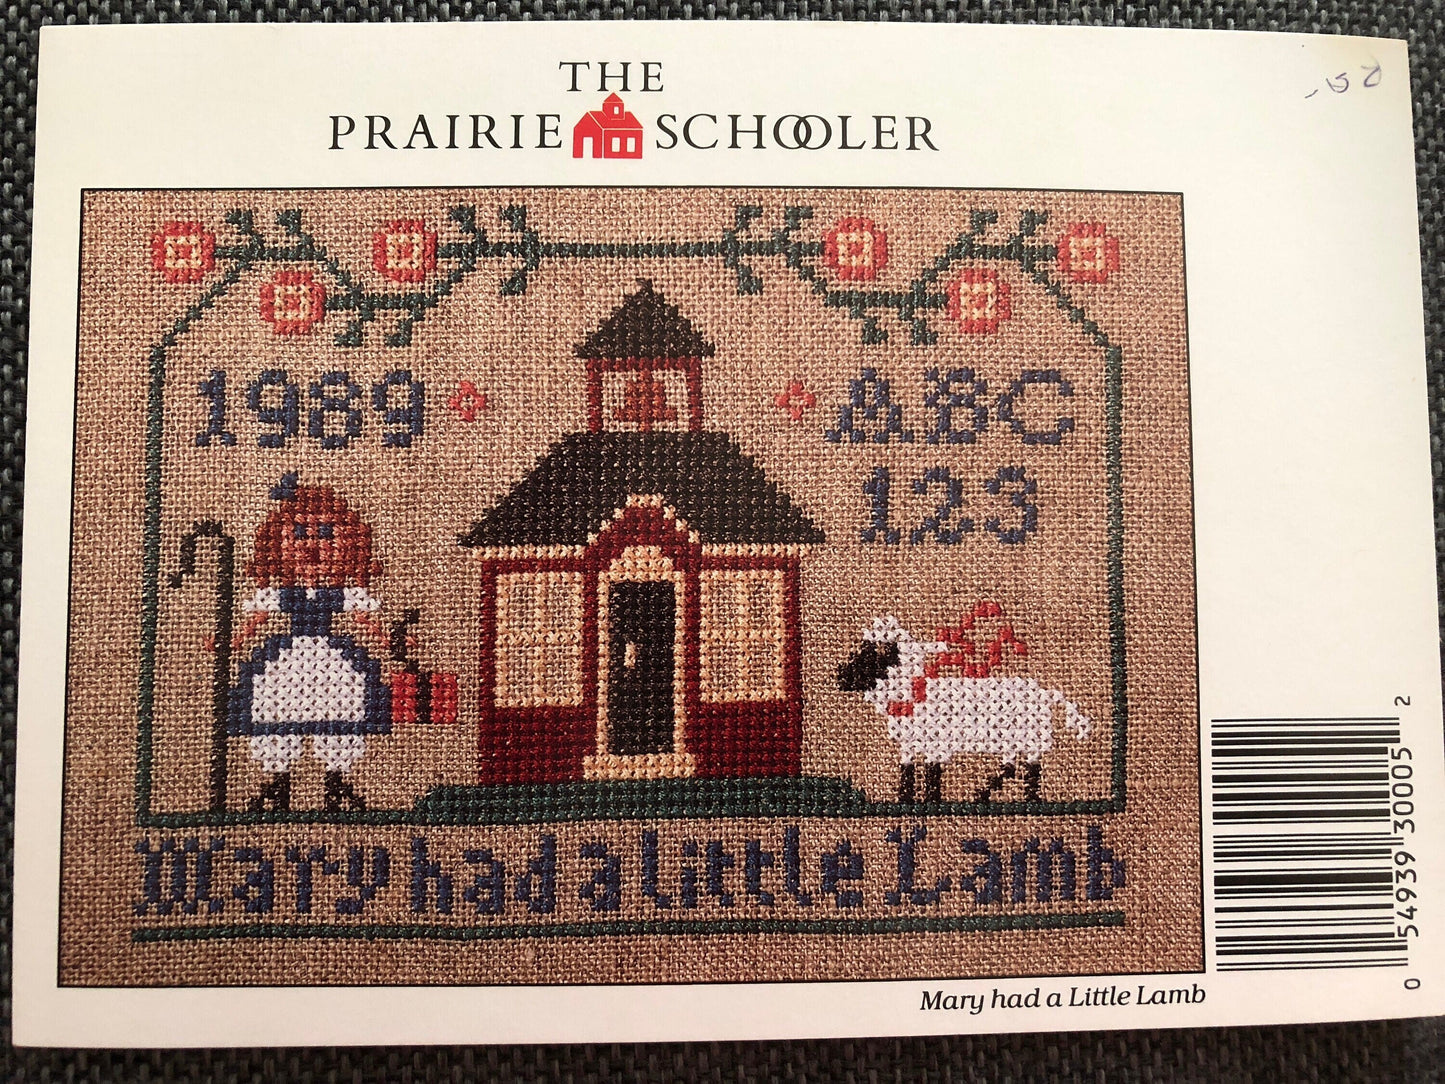 THE
PRAIRIE SCHOOLER
1989 ABC
123
Mary had a little Lamb
Mary had a Little Lamb
0 54939 30005 2